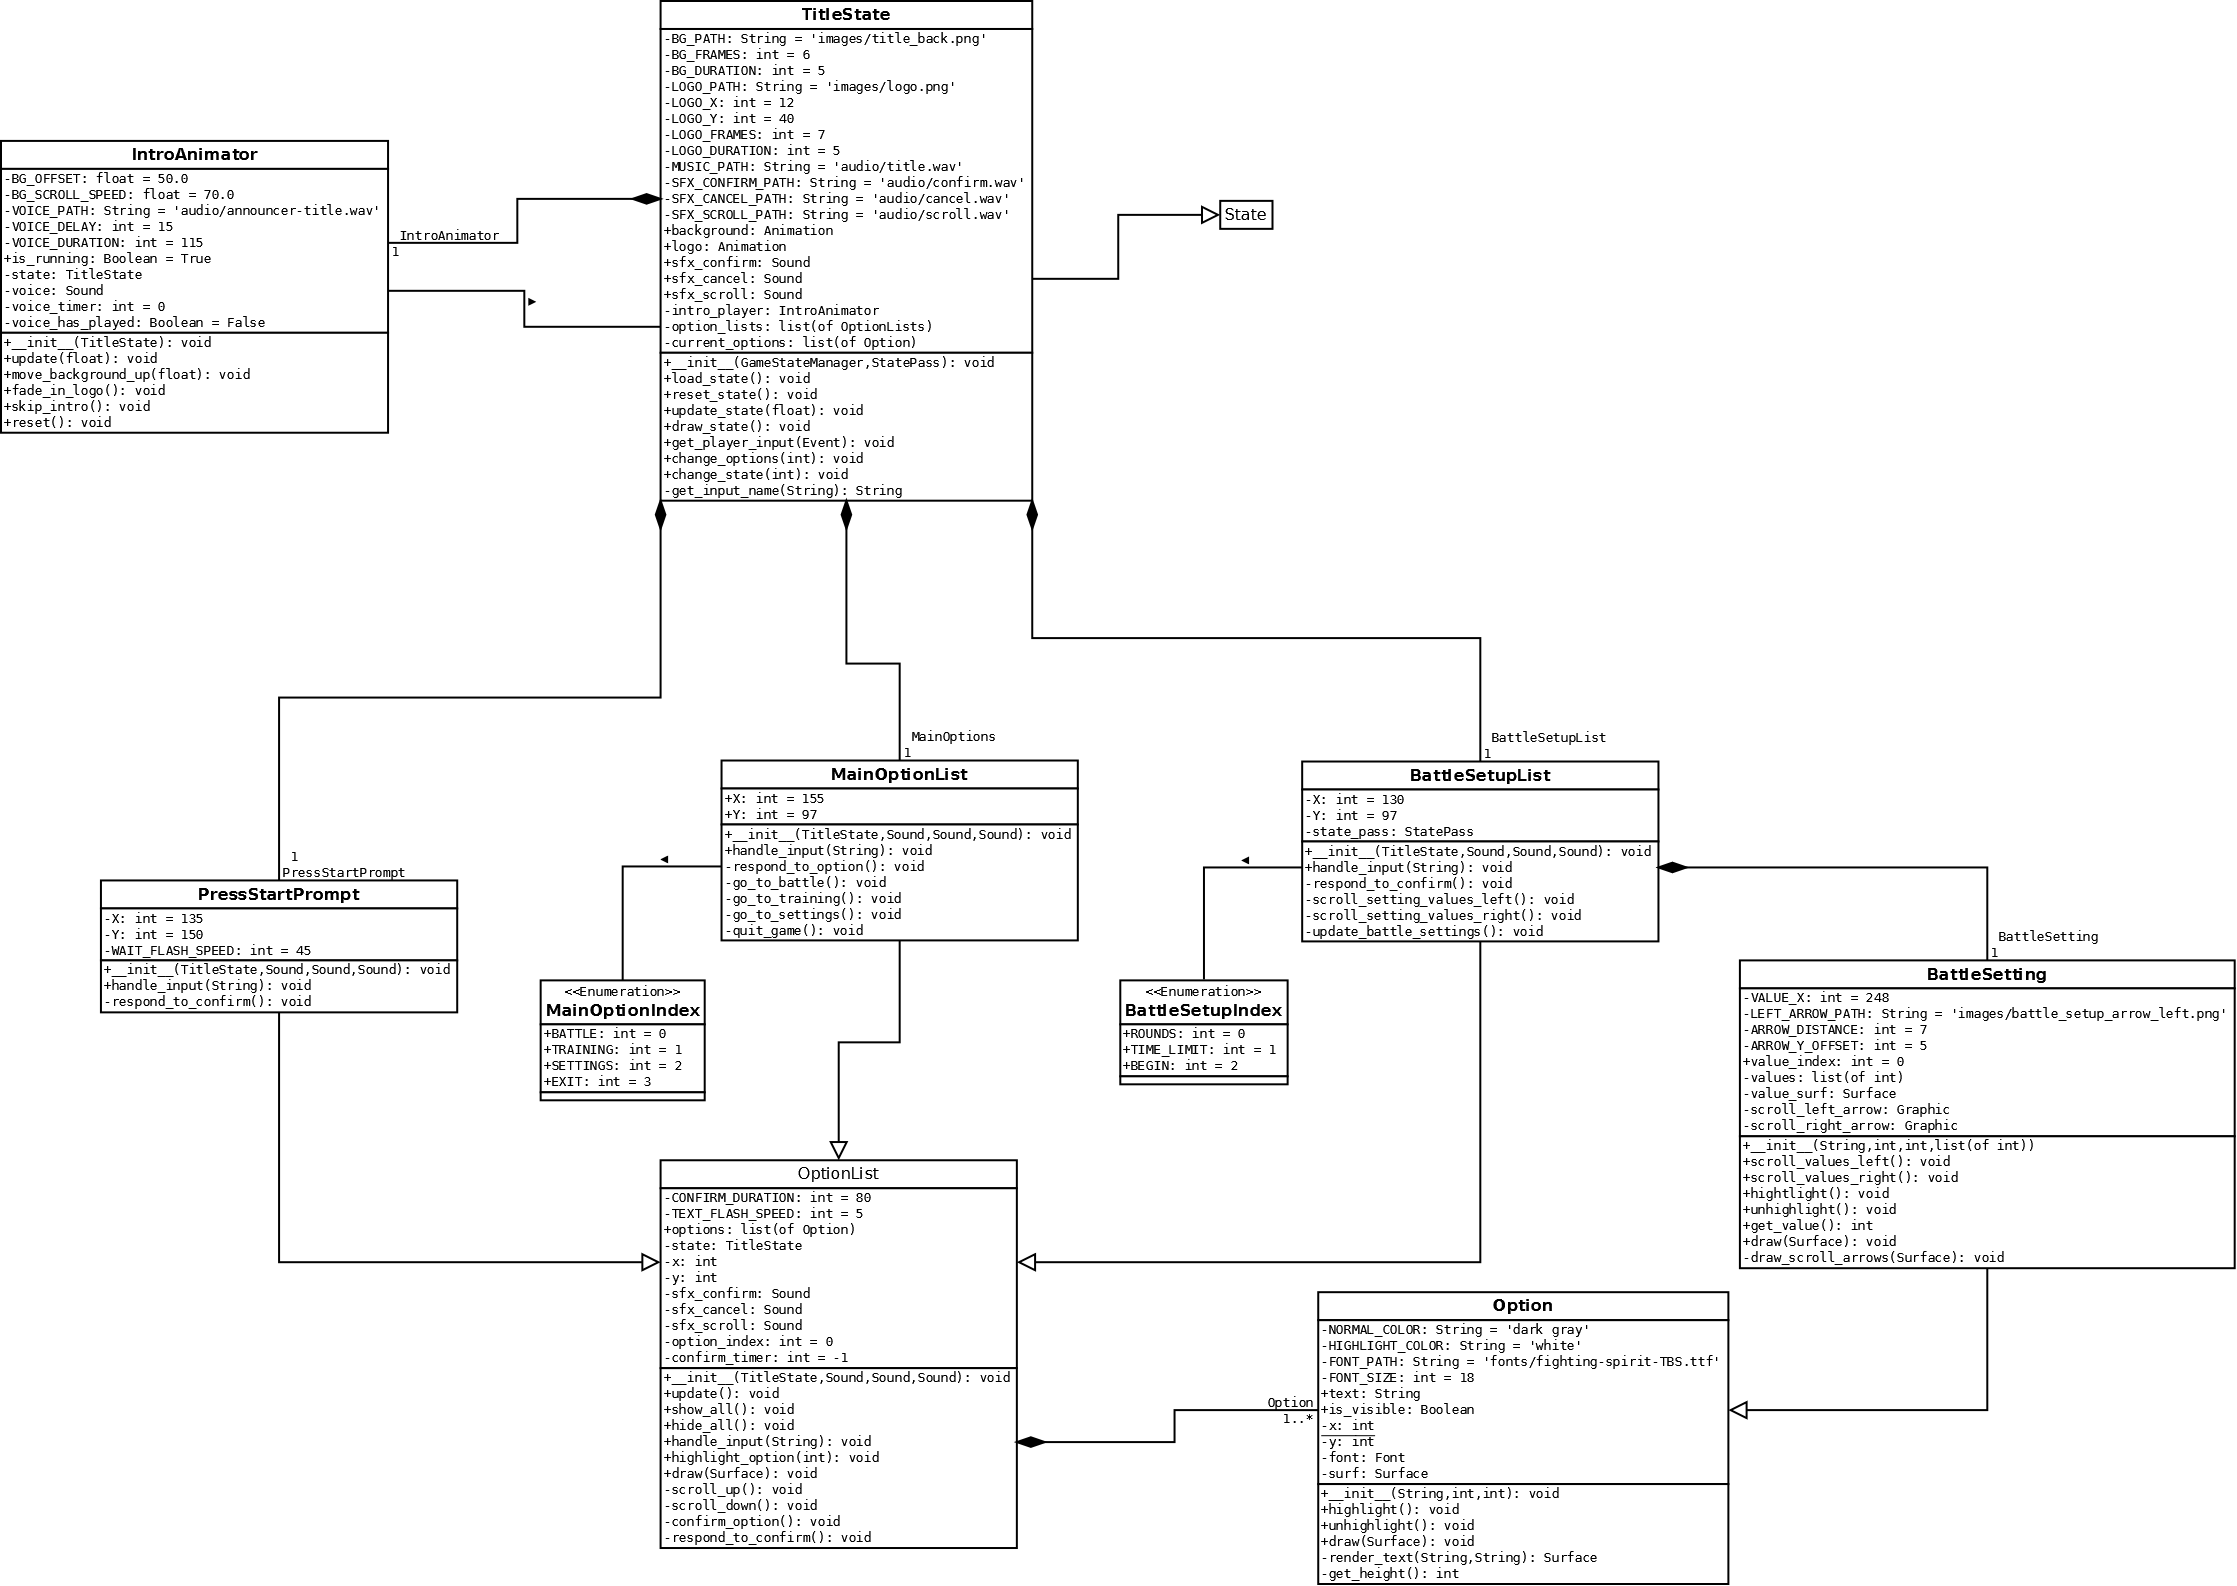 TitleState
-BG_PATH: String = 'images/title_back.png'
-BG_FRAMES: int = 6
-BG_DURATION: int = 5
-LOGO_PATH: String = 'images/logo.png'
-LOGO_X: int = 12
-LOGO_Y: int = 40
-LOGO_FRAMES: int = 7
-LOGO_DURATION: int = 5
-MUSIC_PATH: String = 'audio/title.wav'
-SFX_CONFIRM_PATH: String = 'audio/confirm.wav'
-SFX_CANCEL_PATH: String = 'audio/cancel.wav'
-SFX_SCROLL_PATH: String = 'audio/scroll.wav'
+background: Animation
+logo: Animation
+sfx_confirm: Sound
+sfx_cancel: Sound
+sfx_scroll: Sound
-intro_player: IntroAnimator
-option_lists: list(of OptionLists)
-current_options: list(of Option)
+__init__(GameStateManager,StatePass): void
+load_state(): void
+reset_state(): void
+update_state(float): void
+draw_state(): void
+get_player_input(Event): void
+change_options(int): void
+change_state(int): void
-get_input_name(String): String
IntroAnimator
-BG_OFFSET: float = 50.0
-BG_SCROLL_SPEED: float = 70.0
-VOICE_PATH: String = 'audio/announcer-title.wav'
-VOICE_DELAY: int = 15
-VOICE_DURATION: int = 115
+is_running: Boolean = True
-state: TitleState
-voice: Sound
-voice_timer: int = 0
-voice_has_played: Boolean = False
+__init__(TitleState): void
+update(float): void
+move_background_up(float): void
+fade_in_logo(): void
+skip_intro(): void
+reset(): void
IntroAnimator
1
State
1
PressStartPrompt
PressStartPrompt
-X: int = 135
-Y: int = 150
-WAIT_FLASH_SPEED: int = 45
+__init__(TitleState,Sound,Sound,Sound): void
+handle_input(String): void
-respond_to_confirm(): void
MainOptions
1
MainOptionList
+X: int = 155
+Y: int = 97
+__init__(TitleState,Sound,Sound,Sound): void
+handle_input(String): void
-respond_to_option(): void
-go_to_battle(): void
-go_to_training(): void
-go_to_settings(): void
-quit_game(): void
BattleSetupList
1
BattleSetupList
-X: int = 130
-Y: int = 97
-state_pass: StatePass
+__init__(TitleState,Sound,Sound,Sound): void
+handle_input(String): void
-respond_to_confirm(): void
-scroll_setting_values_left(): void
-scroll_setting_values_right(): void
-update_battle_settings(): void
<<Enumeration>>
MainOptionIndex
+BATTLE: int = 0
+TRAINING: int = 1
+SETTINGS: int = 2
+EXIT: int = 3
<<Enumeration>>
BattleSetupIndex
+ROUNDS: int = 0
+TIME_LIMIT: int = 1
+BEGIN: int = 2
BattleSetting
1
BattleSetting
-VALUE_X: int = 248
-LEFT_ARROW_PATH: String = 'images/battle_setup_arrow_left.png'
-ARROW_DISTANCE: int = 7
-ARROW_Y_OFFSET: int = 5
+value_index: int = 0
-values: list(of int)
-value_surf: Surface
-scroll_left_arrow: Graphic
-scroll_right_arrow: Graphic
+__init__(String,int,int,list(of int))
+scroll_values_left(): void
+scroll_values_right(): void
+hightlight(): void
+unhighlight(): void
+get_value(): int
+draw(Surface): void
-draw_scroll_arrows(Surface): void
OptionList
-CONFIRM_DURATION: int = 80
-TEXT_FLASH_SPEED: int = 5
+options: list(of Option)
-state: TitleState
-x: int
-y: int
-sfx_confirm: Sound
-sfx_cancel: Sound
-sfx_scroll: Sound
-option_index: int = 0
-confirm_timer: int = -1
+__init__(TitleState,Sound,Sound,Sound): void
+update(): void
+show_all(): void
+hide_all(): void
+handle_input(String): void
+highlight_option(int): void
+draw(Surface): void
-scroll_up(): void
-scroll_down(): void
-confirm_option(): void
-respond_to_confirm(): void
Option
1..*
Option
-NORMAL_COLOR: String = 'dark gray'
-HIGHLIGHT_COLOR: String = 'white'
-FONT_PATH: String = 'fonts/fighting-spirit-TBS.ttf'
-FONT_SIZE: int = 18
+text: String
+is_visible: Boolean
-x: int
-y: int
-font: Font
-surf: Surface
+__init__(String,int,int): void
+highlight(): void
+unhighlight(): void
+draw(Surface): void
-render_text(String,String): Surface
-get_height(): int